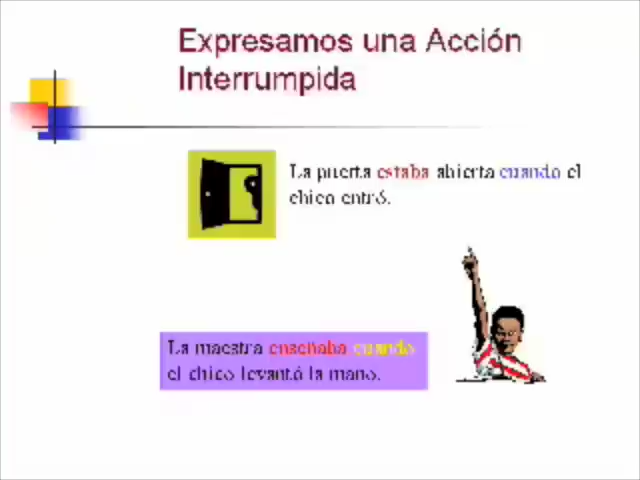 Expresamos una Acción
Interrumpida
La puerta estaba abierta cuando el
chico entró.
La maestra enseñaba cuando
el chico levantó la mano.